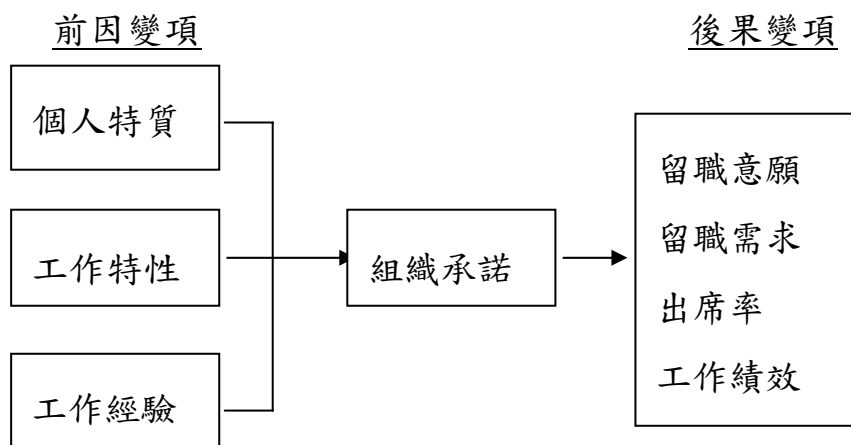 前因變項
後果變項
個人特質
工作特性
工作經驗
組織承諾
留職意願
留職需求
出席率
工作績效